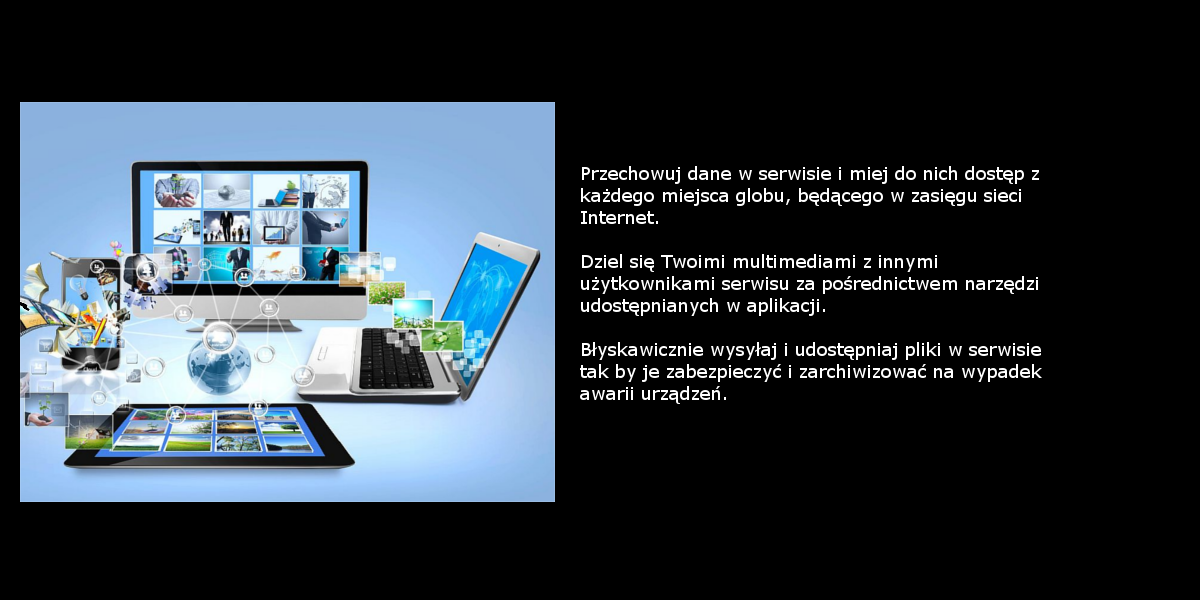 Przechowuj dane w serwisie i miej do nich dostęp z
każdego miejsca globu, będącego w zasięgu sieci
Internet.
Dziel się Twoimi multimediami z innymi
użytkownikami serwisu za pośrednictwem narzędzi
udostępnianych w aplikacji.
Błyskawicznie wysyłaj i udostępniaj pliki w serwisie
tak by je zabezpieczyć i zarchiwizować na wypadek
awarii urządzeń.